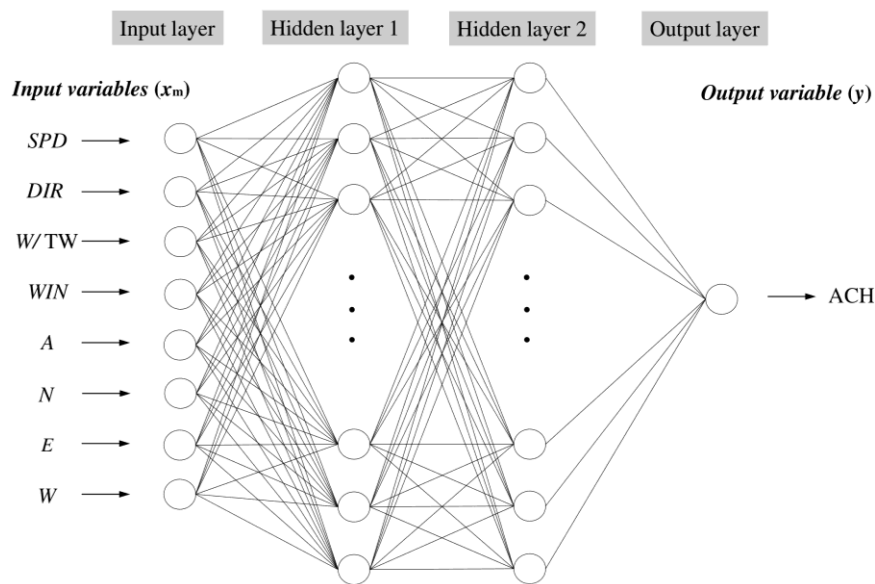 Input layer
Hidden layer 1
Hidden layer 2
Output layer
Input variables (xm)
Output variable (y)
SPD
DIR
W/ TW
WIN
A
N
E
W
ACH